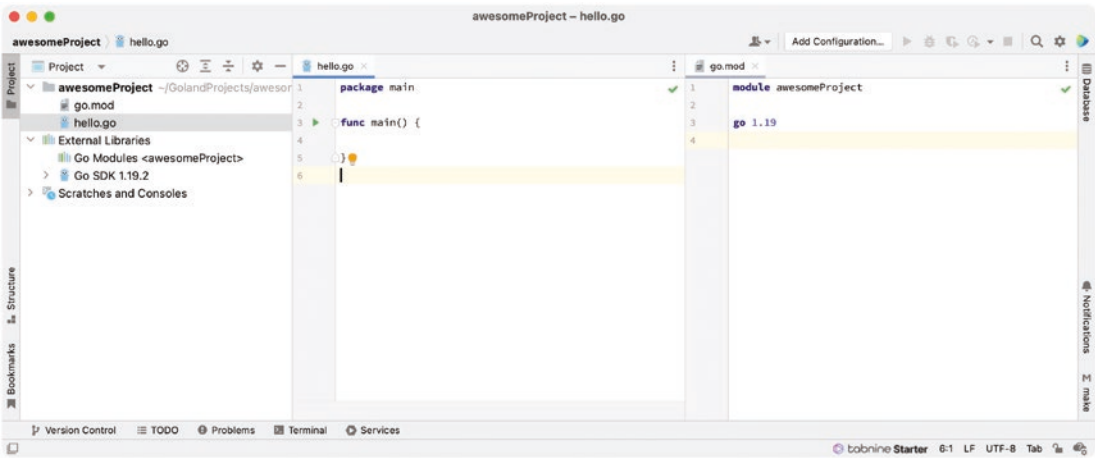 awesomeProject – hello.go
awesomeProject hello.go
Add Configuration...
Project
Project
awesomeProject ~/GolandProjects/awesor
go.mod
hello.go
External Libraries
Go Modules <awesomeProject>
Go SDK 1.19.2
Scratches and Consoles
Structure
Bookmarks
hello.go
1 package main
2
3 func main() {
4
5 }
6
go.mod
1 module awesomeProject
2
3 go 1.19
4
Database
Notifications
M make
Version Control TODO Problems Terminal Services
tabnine Starter 6:1 LF UTF-8 Tab